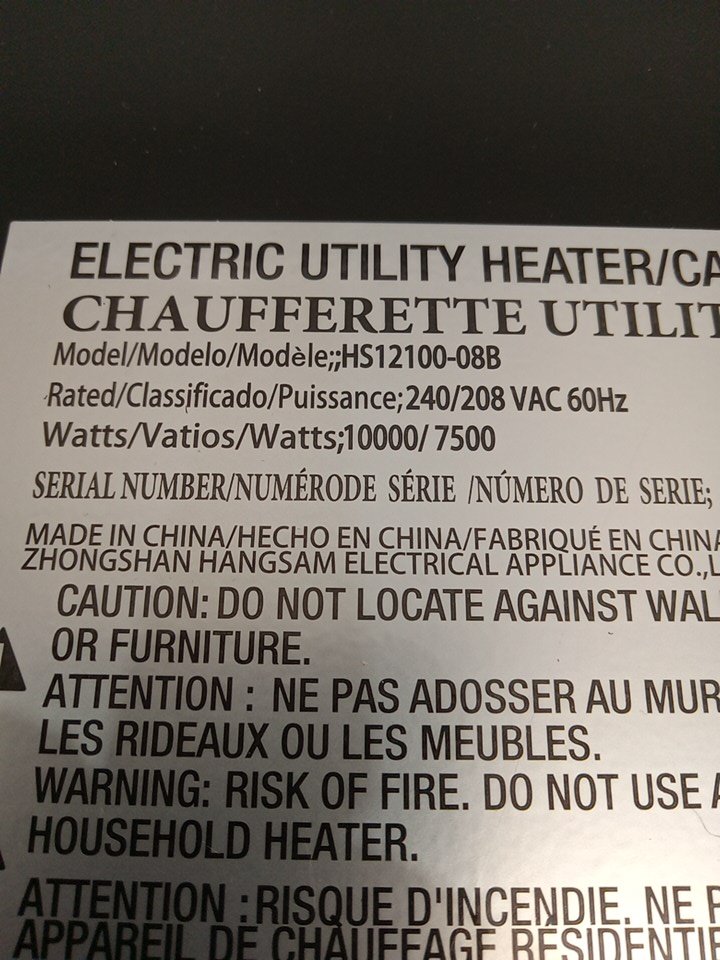 ELECTRIC UTILITY HEATER/CA
CHAUFFERETTE UTILIT
Model/Modelo/Modèle;;HS12100-08B
Rated/Classificado/Puissance;240/208 VAC 60Hz
Watts/Vatios/Watts;10000/ 7500
SERIAL NUMBER/NUMÉRODE SÉRIE /NÚMERO DE SERIE;
MADE IN CHINA/HECHO EN CHINA/FABRIQUÉ EN CHINA
ZHONGSHAN HANGSAM ELECTRICAL APPLIANCE CO.,L
CAUTION: DO NOT LOCATE AGAINST WAL
OR FURNITURE.
ATTENTION : NE PAS ADOSSER AU MUR
LES RIDEAUX OU LES MEUBLES.
WARNING: RISK OF FIRE. DO NOT USE A
HOUSEHOLD HEATER.
ATTENTION :RISQUE D'INCENDIE. NE P
APPAREIL DE CHAUFFAGE RÉSIDENTI